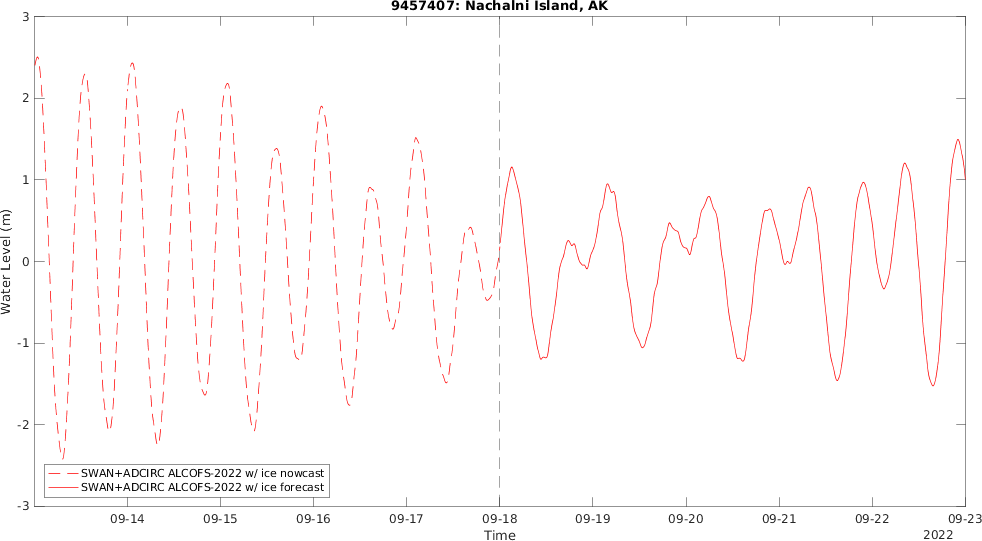 9457407: Nachalni Island, AK
3
2
1
0
-1
-2
-3
Water Level (m)
SWAN+ADCIRC ALCOFS-2022 w/ ice nowcast
SWAN+ADCIRC ALCOFS-2022 w/ ice forecast
09-14 09-15 09-16 09-17 09-18 09-19 09-20 09-21 09-22 09-23
Time
2022